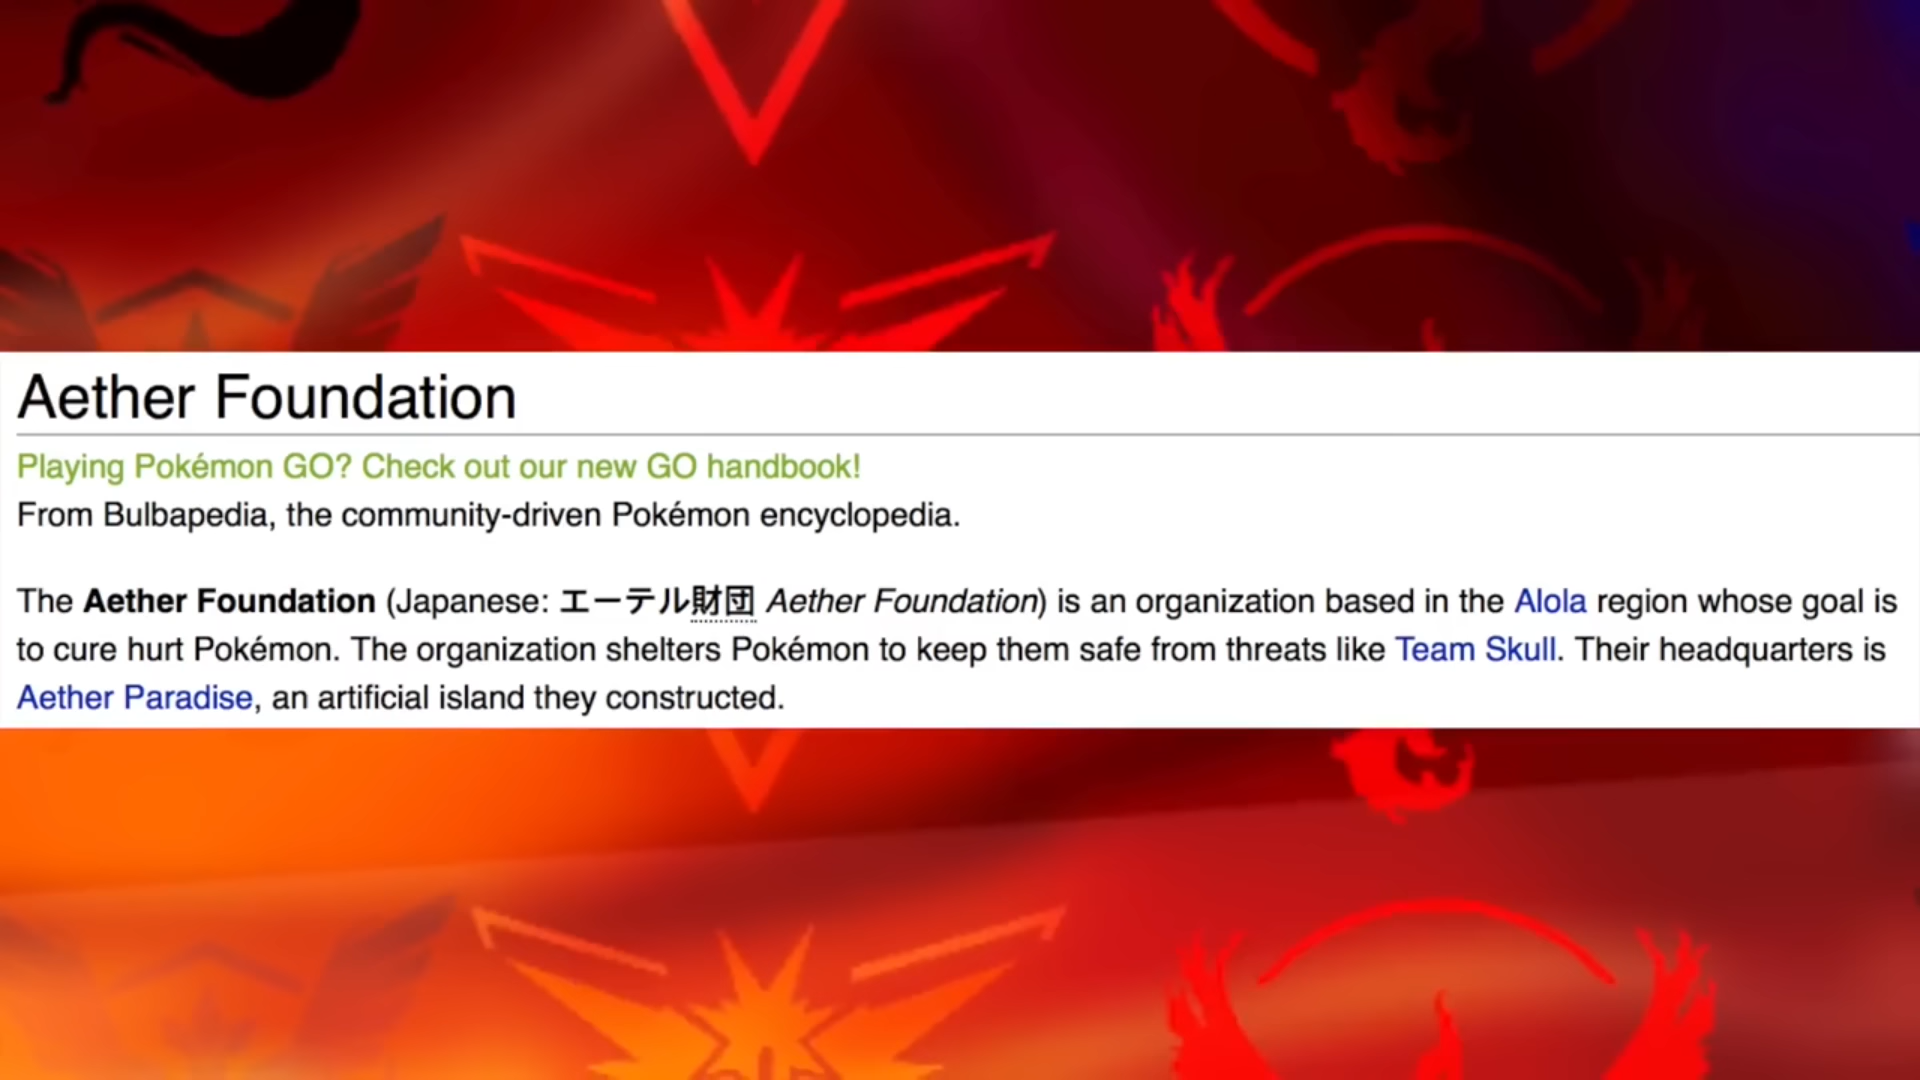 Aether Foundation
Playing Pokémon GO? Check out our new GO handbook!
From Bulbapedia, the community-driven Pokémon encyclopedia.
The Aether Foundation (Japanese: エーテル財団 Aether Foundation) is an organization based in the Alola region whose goal is
to cure hurt Pokémon. The organization shelters Pokémon to keep them safe from threats like Team Skull. Their headquarters is
Aether Paradise, an artificial island they constructed.